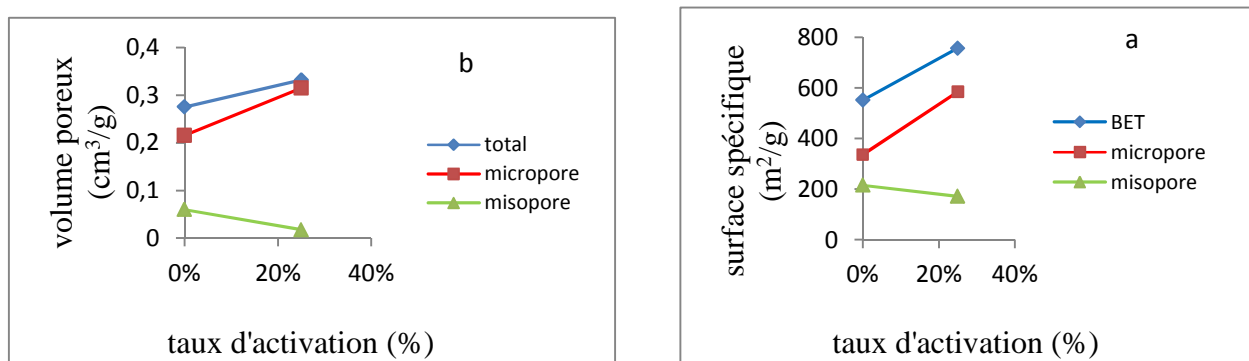 volume poreux
(cm³/g)
0,4
0,3
0,2
0,1
0
0% 20% 40%
taux d'activation (%)
b
total
micropore
misopore
surface spécifique
(m²/g)
800
600
400
200
0
0% 20% 40%
taux d'activation (%)
a
BET
micropore
misopore